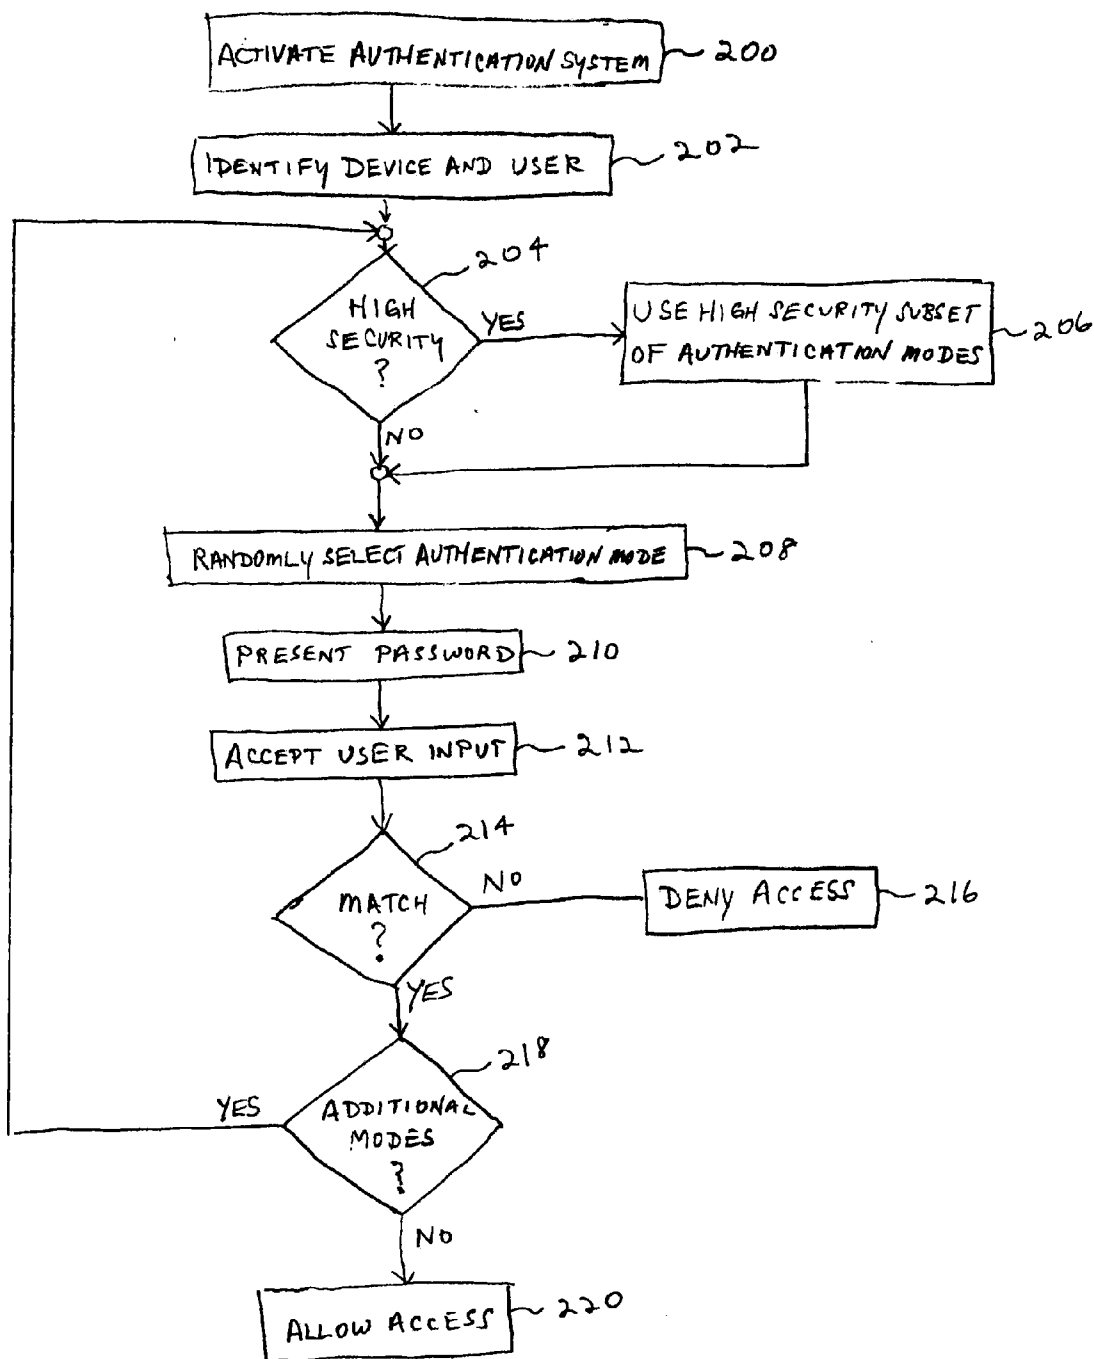 ACTIVATE AUTHENTICATION SYSTEM
200
IDENTIFY DEVICE AND USER
202
204
HIGH
SECURITY
?
YES
USE HIGH SECURITY SUBSET
OF AUTHENTICATION MODES
206
NO
RANDOMLY SELECT AUTHENTICATION MODE
208
PRESENT PASSWORD
210
ACCEPT USER INPUT
212
214
MATCH
?
NO
DENY ACCESS
216
YES
218
ADDITIONAL
MODES
?
YES
NO
ALLOW ACCESS
220